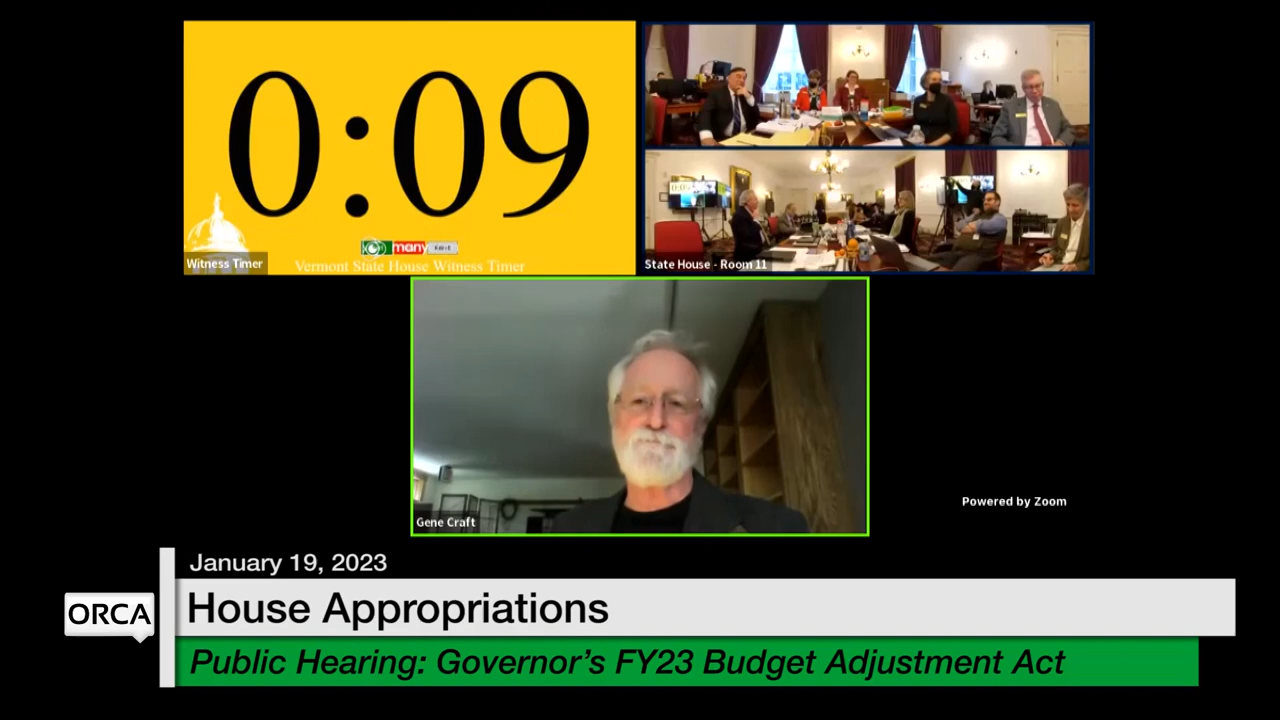 0:09
many
Witness Timer
Vermont State House Witness Timer
State House - Room 11
Gene Craft
Powered by Zoom
January 19, 2023
ORCA
House Appropriations
Public Hearing: Governor's FY23 Budget Adjustment Act